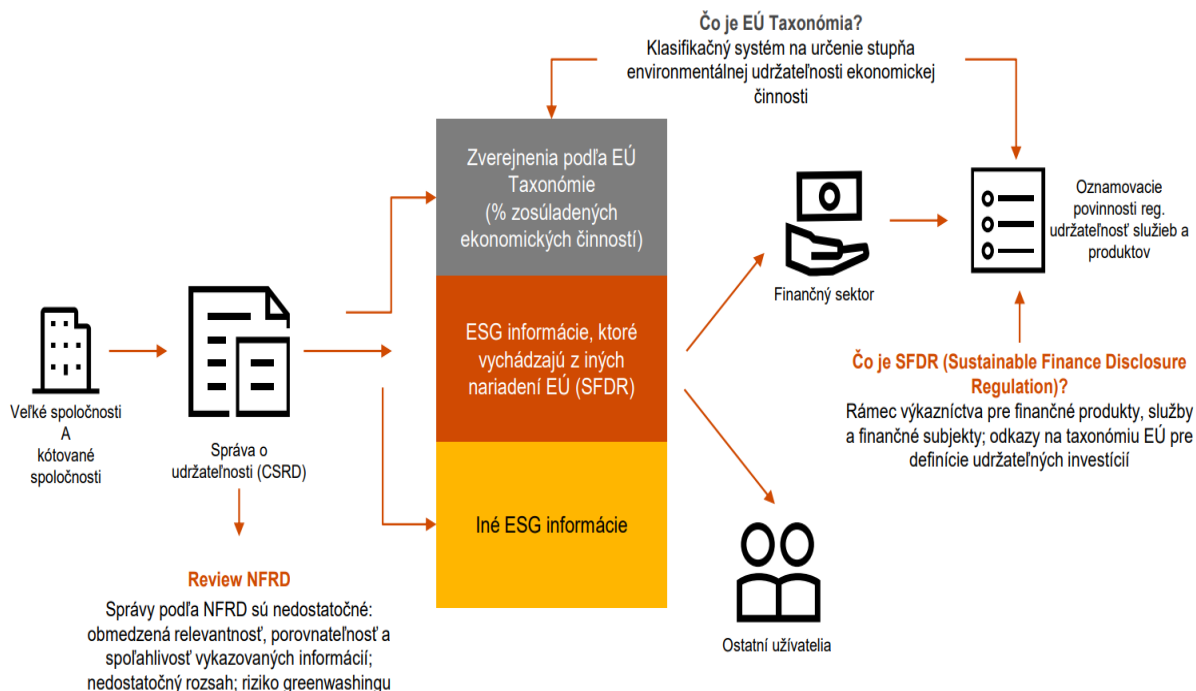 Čo je EÚ Taxonómia?
Klasifikačný systém na určenie stupňa
environmentálnej udržateľnosti ekonomickej
činnosti
Zverejnenia podľa EÚ
Taxonómie
(% zosúladených
ekonomických činností)
ESG informácie, ktoré
vychádzajú z iných
nariadení EÚ (SFDR)
Iné ESG informácie
Veľké spoločnosti
A
kótované
spoločnosti
Správa o
udržateľnosti (CSRD)
Review NFRD
Správy podľa NFRD sú nedostatočné:
obmedzená relevantnosť, porovnateľnosť a
spoľahlivosť vykazovaných informácií;
nedostatočný rozsah; riziko greenwashingu
Finančný sektor
Oznamovacie
povinnosti reg.
udržateľnosť služieb a
produktov
Čo je SFDR (Sustainable Finance Disclosure
Regulation)?
Rámec výkazníctva pre finančné produkty, služby
a finančné subjekty; odkazy na taxonómiu EÚ pre
definície udržateľných investícií
Ostatní užívatelia